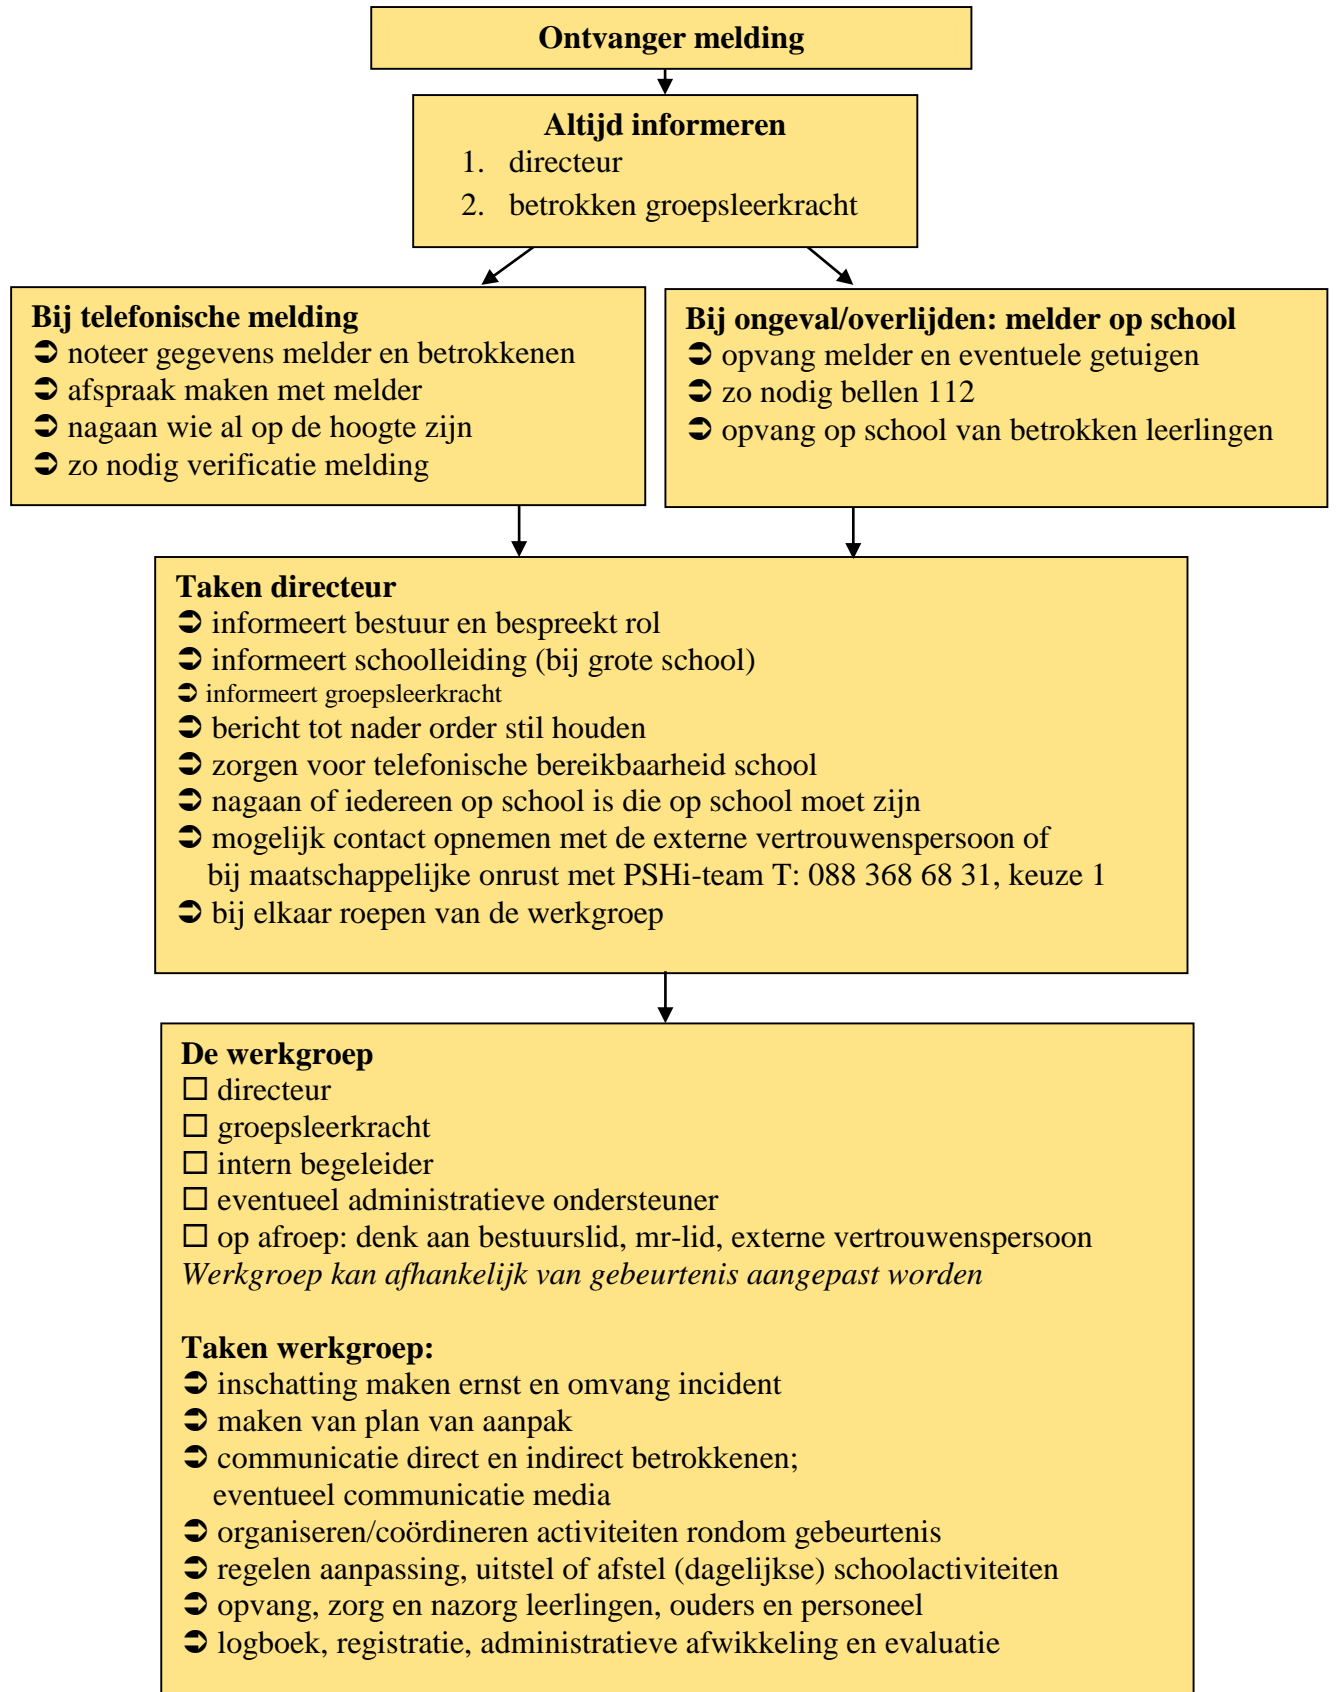 Ontvanger melding
Altijd informeren
1. directeur
2. betrokken groepsleerkracht
Bij telefonische melding
➲ noteer gegevens melder en betrokkenen
➲ afspraak maken met melder
➲ nagaan wie al op de hoogte zijn
➲ zo nodig verificatie melding
Bij ongeval/overlijden: melder op school
➲ opvang melder en eventuele getuigen
➲ zo nodig bellen 112
➲ opvang op school van betrokken leerlingen
Taken directeur
➲ informeert bestuur en bespreekt rol
➲ informeert schoolleiding (bij grote school)
➲ informeert groepsleerkracht
➲ bericht tot nader order stil houden
➲ zorgen voor telefonische bereikbaarheid school
➲ nagaan of iedereen op school is die op school moet zijn
➲ mogelijk contact opnemen met de externe vertrouwenspersoon of
bij maatschappelijke onrust met PSHi-team T: 088 368 68 31, keuze 1
➲ bij elkaar roepen van de werkgroep
De werkgroep
☐ directeur
☐ groepsleerkracht
☐ intern begeleider
☐ eventueel administratieve ondersteuner
☐ op afroep: denk aan bestuurslid, mr-lid, externe vertrouwenspersoon
Werkgroep kan afhankelijk van gebeurtenis aangepast worden
Taken werkgroep:
➲ inschatting maken ernst en omvang incident
➲ maken van plan van aanpak
➲ communicatie direct en indirect betrokkenen;
eventueel communicatie media
➲ organiseren/coördineren activiteiten rondom gebeurtenis
➲ regelen aanpassing, uitstel of afstel (dagelijkse) schoolactiviteiten
➲ opvang, zorg en nazorg leerlingen, ouders en personeel
➲ logboek, registratie, administratieve afwikkeling en evaluatie